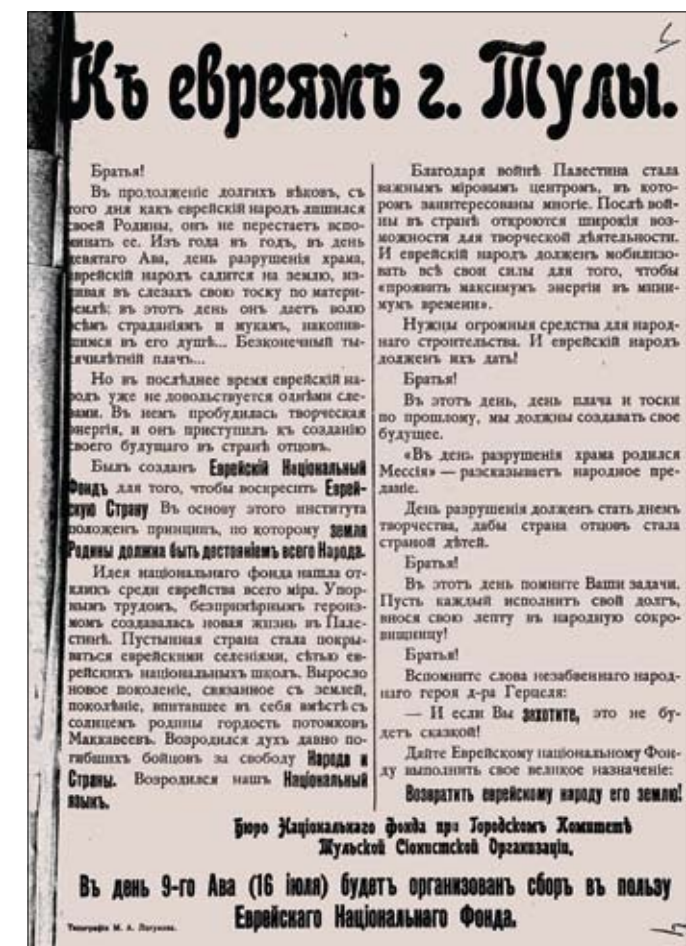 Къ евреямъ г. Тулы.
Братья!
Въ продолженіе долгихъ вѣковъ, съ
того дня какъ еврейскій народъ лишился
своей Родины, онъ не перестаетъ вспо-
минать ее. Изъ года въ годъ, въ день
девятаго Ава, день разрушенія храма,
еврейскій народъ садится на землю, из-
ливая въ слезахъ свою тоску по матери-
землѣ; въ этотъ день онъ даетъ волю
всѣмъ страданіямъ и мукамъ, накопив-
шимся въ его душѣ... Безконечный ты-
сячилѣтній плачъ...
Но въ послѣднее время еврейскій на-
родъ уже не довольствуется однѣми сле-
зами. Въ немъ пробудилась творческая
энергія, и онъ приступилъ къ созданію
своего будущаго въ странѣ отцовъ.
Былъ созданъ Еврейскій Національный
Фондъ для того, чтобы воскресить Еврей-
скую Страну Въ основу этого института
положенъ принципъ, по которому земля
Родины должна быть достояніемъ всего Народа.
Идея національнаго фонда нашла от-
кликъ среди еврейства всего міра. Упор-
нымъ трудомъ, безпримѣрнымъ героиз-
момъ создавалась новая жизнь въ Пале-
стинѣ. Пустынная страна стала покры-
ваться еврейскими селеніями, сѣтью ев-
рейскихъ національныхъ школъ. Выросло
новое поколеніе, связанное съ землей,
поколѣніе, впитавшее въ себя вмѣстѣ съ
солнцемъ родины гордость потомковъ
Маккавеевъ. Возродился духъ давно по-
гибшихъ бойцовъ за свободу Народа и
Страны. Возродился нашъ Національный
языкъ.
Благодаря войнѣ Палестина стала
важнымъ міровымъ центромъ, въ кото-
ромъ заинтересованы многіе. Послѣ вой-
ны въ странѣ откроются широкія воз-
можности для творческой дѣятельности.
И еврейскій народъ долженъ мобилизо-
вать всѣ свои силы для того, чтобы
«проявить максимумъ энергіи въ мини-
мумъ времени».
Нужны огромныя средства для народ-
наго строительства. И еврейскій народъ
долженъ ихъ дать!
Братья!
Въ этотъ день, день плача и тоски
по прошлому, мы должны создавать свое
будущее.
«Въ день разрушенія храма родился
Мессія» — разсказываетъ народное пре-
даніе.
День разрушенія долженъ стать днемъ
творчества, дабы страна отцовъ стала
страной дѣтей.
Братья!
Въ этотъ день помните Ваши задачи.
Пусть каждый исполнитъ свой долгъ,
внося свою лепту въ народную сокро-
вищницу!
Братья!
Вспомните слова незабвеннаго народ-
наго героя д-ра Герцеля:
— И если Вы захотите, это не бу-
детъ сказкой!
Дайте Еврейскому національному Фон-
ду выполнить свое великое назначеніе:
Возвратить еврейскому народу его землю!
Бюро Національнаго фонда при Городскомъ Комитетѣ
Тульской Сіонистской Организаціи,
Въ день 9-го Ава (16 іюля) будетъ организованъ сборъ въ пользу
Еврейскаго Національнаго Фонда.
Типографія М. А. Логунова.